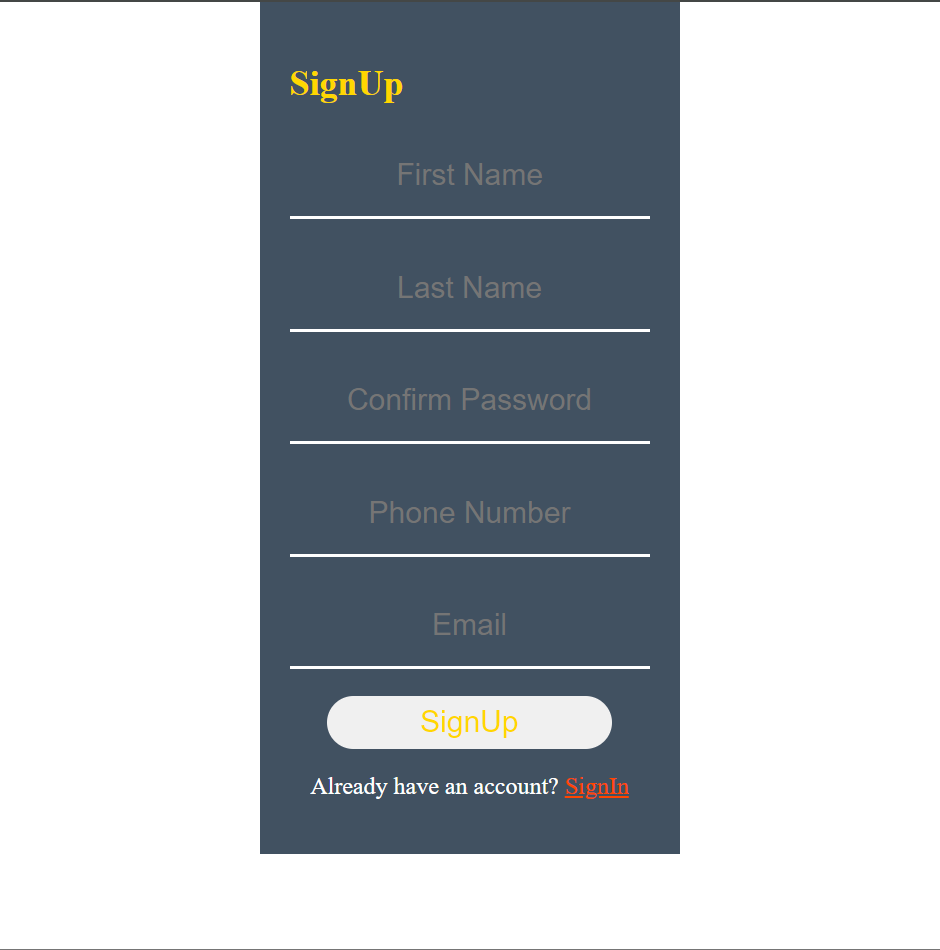 SignUp
First Name
Last Name
Confirm Password
Phone Number
Email
SignUp
Already have an account? SignIn